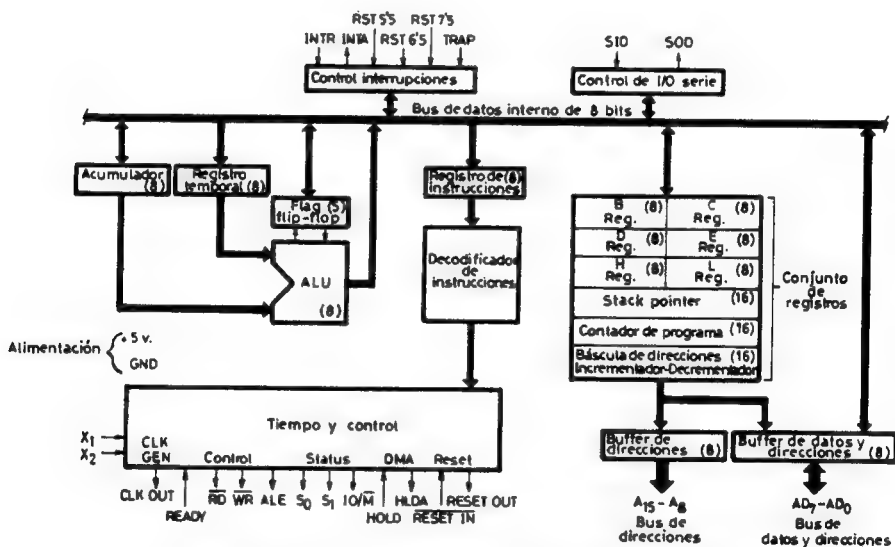 RST5'5 RST7'5
INTR INTA RST6'5 TRAP
SID SOD
Control interrupciones
Control de I/O serie
Bus de datos interno de 8 bits
Acumulador (8)
Registro temporal (8)
Flag (5)
flip-flop
ALU
(8)
Registro de (8)
instrucciones
Decodificador
de
instrucciones
B Reg. (8)
C Reg. (8)
D Reg. (8)
E Reg. (8)
H Reg. (8)
L Reg. (8)
Stack pointer (16)
Contador de programa (16)
Báscula de direcciones (16)
Incrementador-Decrementador
Conjunto
de
registros
Alimentación
+5 v.
GND
Tiempo y control
X1
X2
CLK
GEN
Control Status DMA Reset
CLK OUT
READY
RD WR ALE S0 S1 IO/M
HOLD
HLDA
RESET IN
RESET OUT
Buffer de
direcciones (8)
Buffer de datos y
direcciones (8)
A15 - A8
Bus de
direcciones
AD7-AD0
Bus de
datos y direcciones